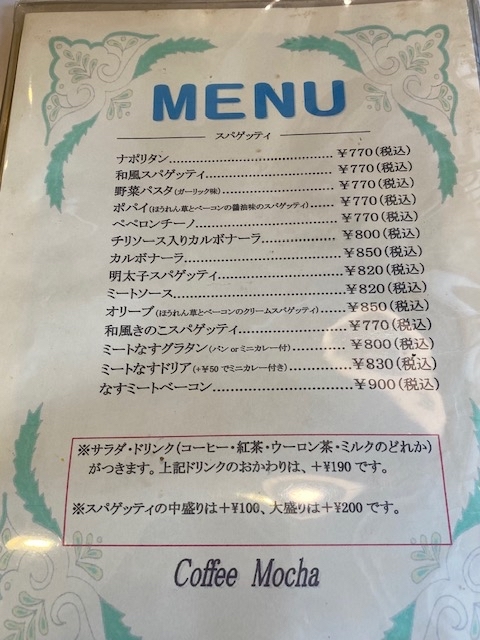 MENU
スパゲッティ
ナポリタン..........¥770(税込)
和風スパゲッティ..........¥770(税込)
野菜パスタ(ガーリック味)..........¥770(税込)
ポパイ(ほうれん草とベーコンの醤油味のスパゲッティ)......¥770(税込)
ペペロンチーノ..........¥770(税込)
チリソース入りカルボナーラ..........¥800(税込)
カルボナーラ..........¥850(税込)
明太子スパゲッティ..........¥820(税込)
ミートソース..........¥820(税込)
オリーブ(ほうれん草とベーコンのクリームスパゲッティ)......¥850(税込)
和風きのこスパゲッティ..........¥770(税込)
ミートなすグラタン(パン or ミニカレー付)..........¥800(税込)
ミートなすドリア(+¥50 でミニカレー付き)..........¥830(税込)
なすミートベーコン..........¥900(税込)
※サラダ・ドリンク(コーヒー・紅茶・ウーロン茶・ミルクのどれか)
がつきます。上記ドリンクのおかわりは、+¥190です。
※スパゲッティの中盛りは+¥100、大盛りは+¥200です。
Coffee Mocha